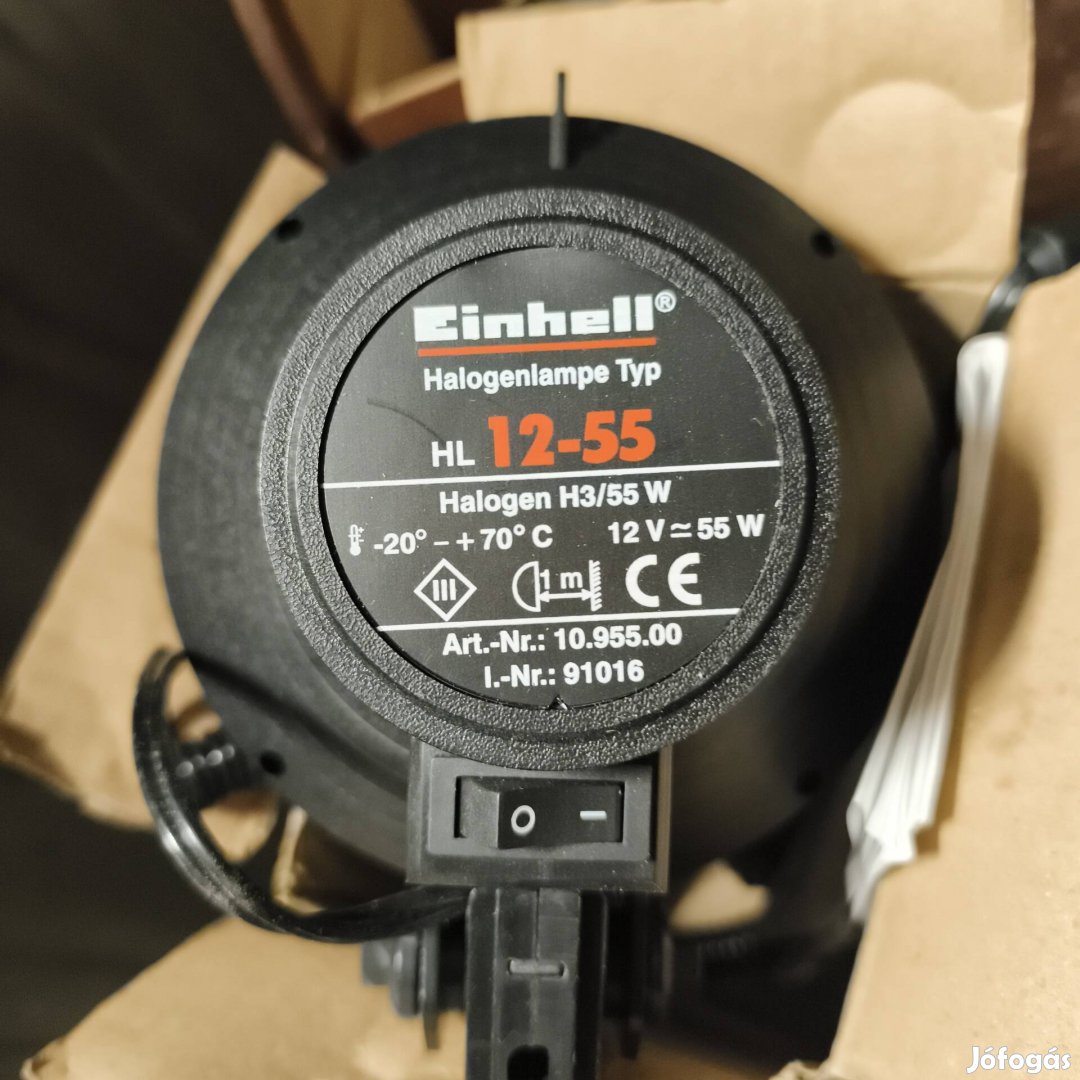 Einhell®
Halogenlampe Typ
HL 12-55
Halogen H3/55 W
-20° – + 70° C 12 V ≂ 55 W
III 1 m CE
Art.-Nr.: 10.955.00
I.-Nr.: 91016
O –
Jófogás